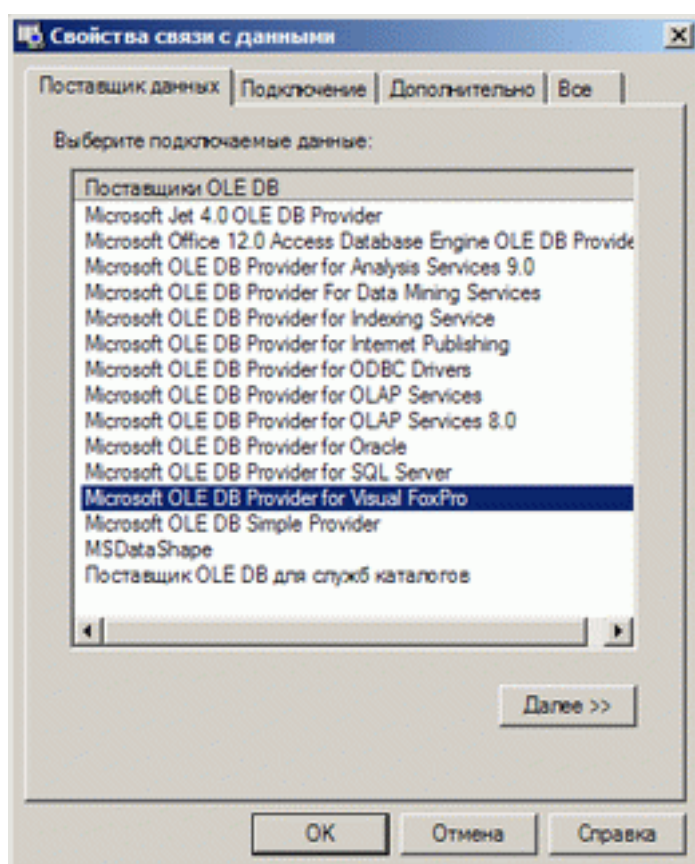 Свойства связи с данными
Поставщик данных Подключение Дополнительно Все
Выберите подключаемые данные:
Поставщики OLE DB
Microsoft Jet 4.0 OLE DB Provider
Microsoft Office 12.0 Access Database Engine OLE DB Provide
Microsoft OLE DB Provider for Analysis Services 9.0
Microsoft OLE DB Provider For Data Mining Services
Microsoft OLE DB Provider for Indexing Service
Microsoft OLE DB Provider for Internet Publishing
Microsoft OLE DB Provider for ODBC Drivers
Microsoft OLE DB Provider for OLAP Services
Microsoft OLE DB Provider for OLAP Services 8.0
Microsoft OLE DB Provider for Oracle
Microsoft OLE DB Provider for SQL Server
Microsoft OLE DB Provider for Visual FoxPro
Microsoft OLE DB Simple Provider
MSDataShape
Поставщик OLE DB для служб каталогов
Далее >>
OK Отмена Справка